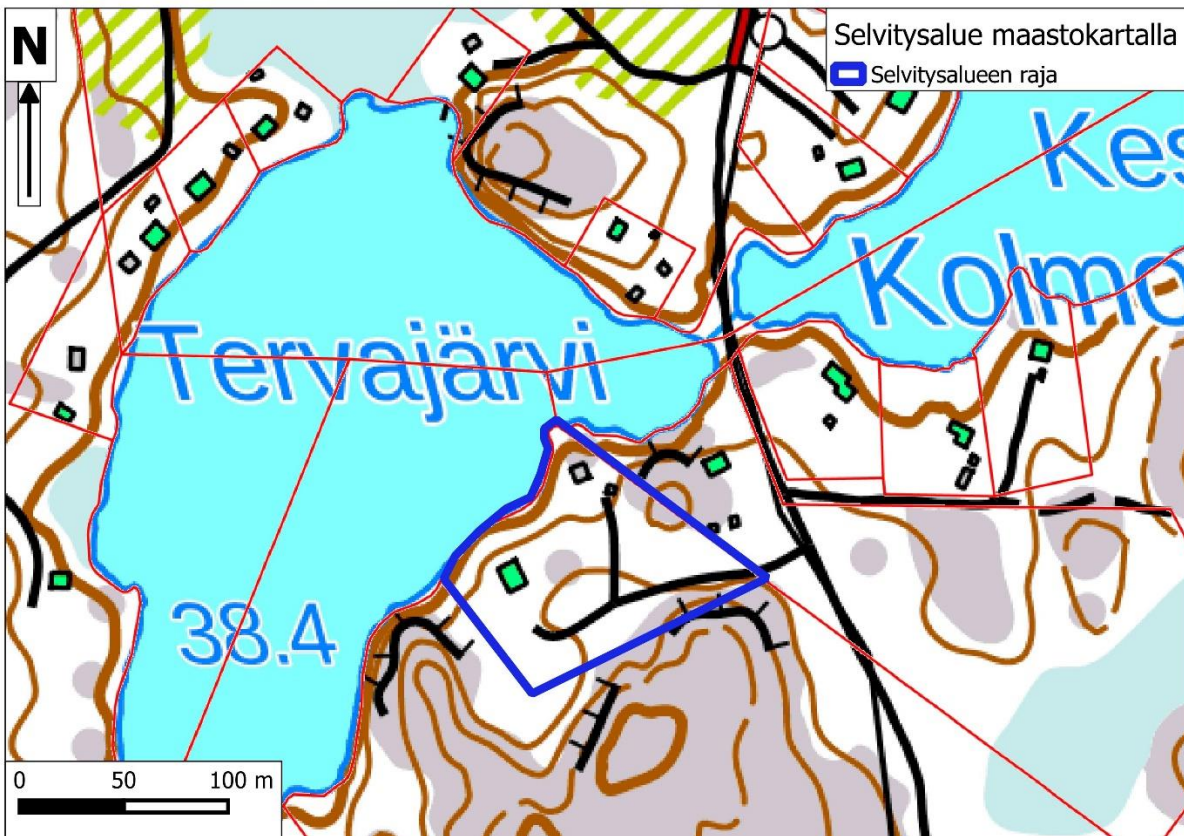 N
Selvitysalue maastokartalla
Selvitysalueen raja
Kes
Kolmo
Tervajärvi
38.4
0 50 100 m